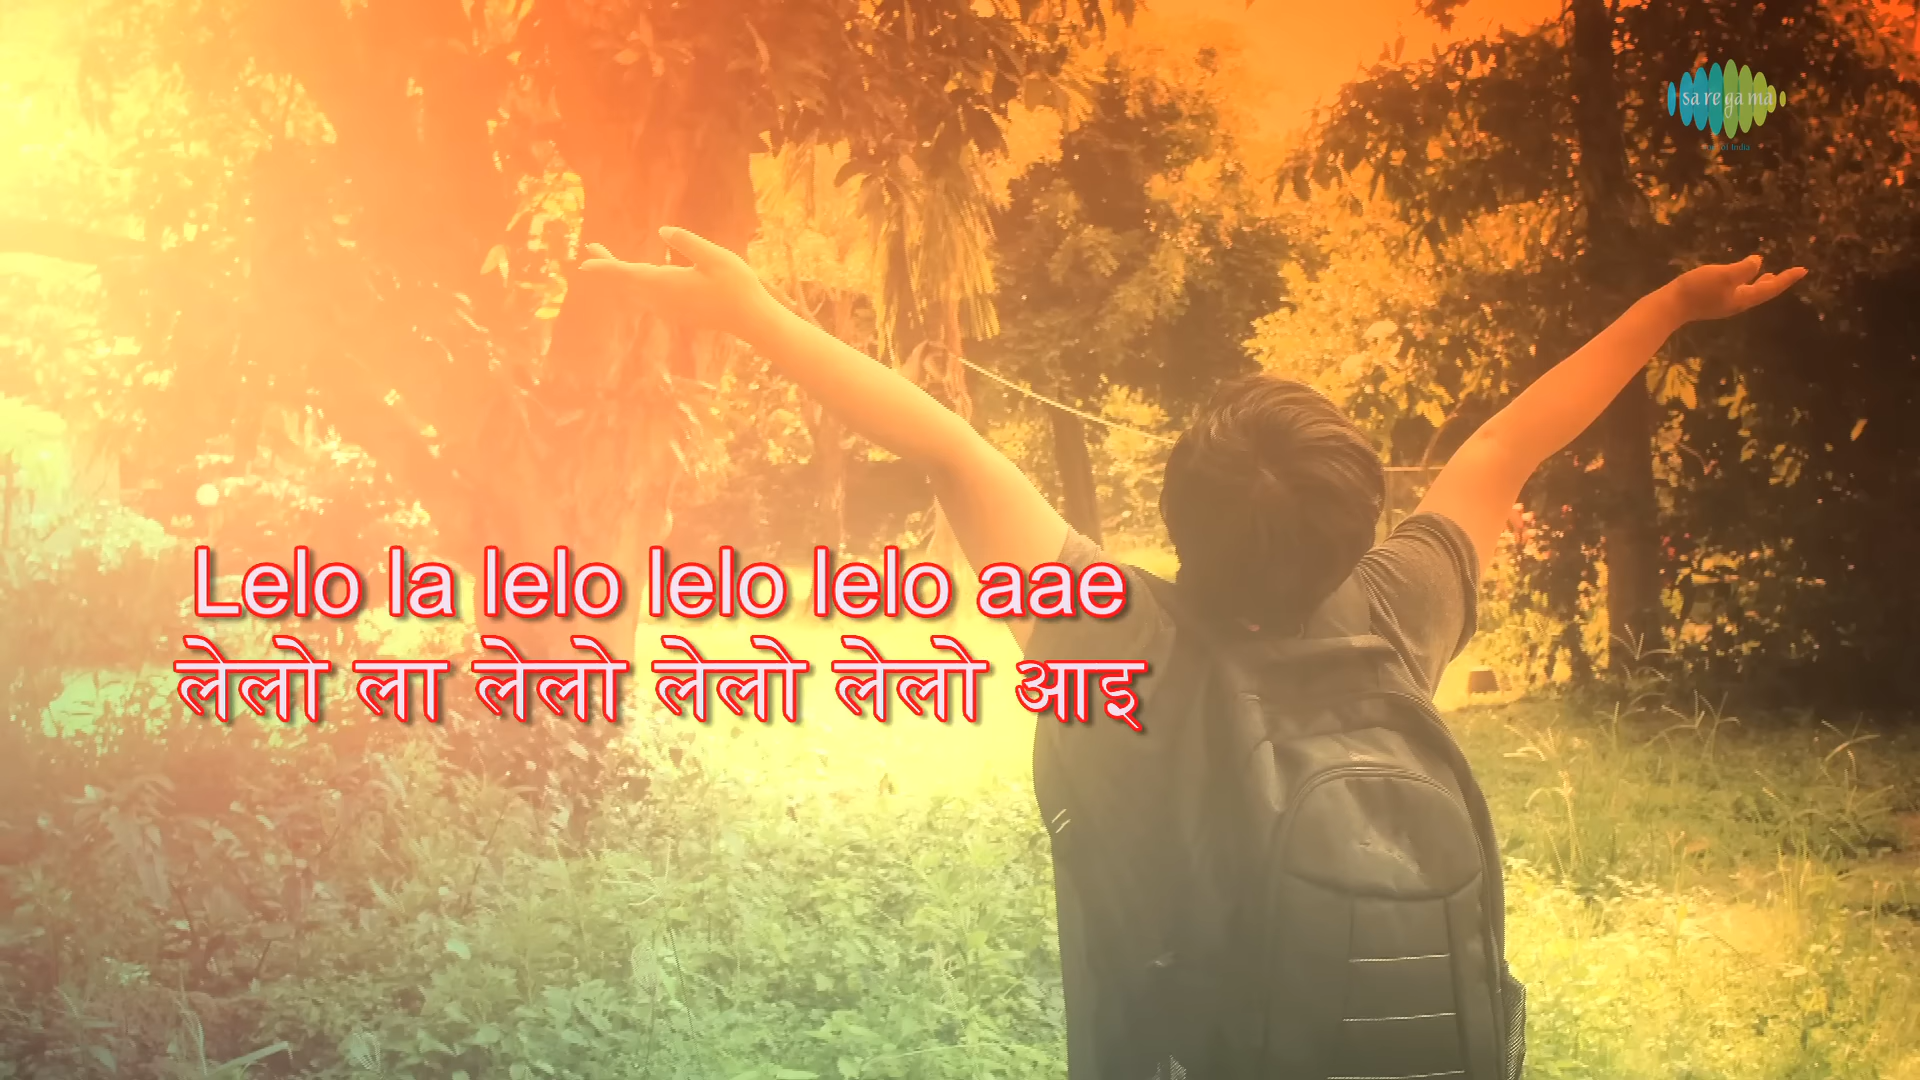 sa re ga ma
Lelo la lelo lelo lelo aae
लेलो ला लेलो लेलो लेलो आइ